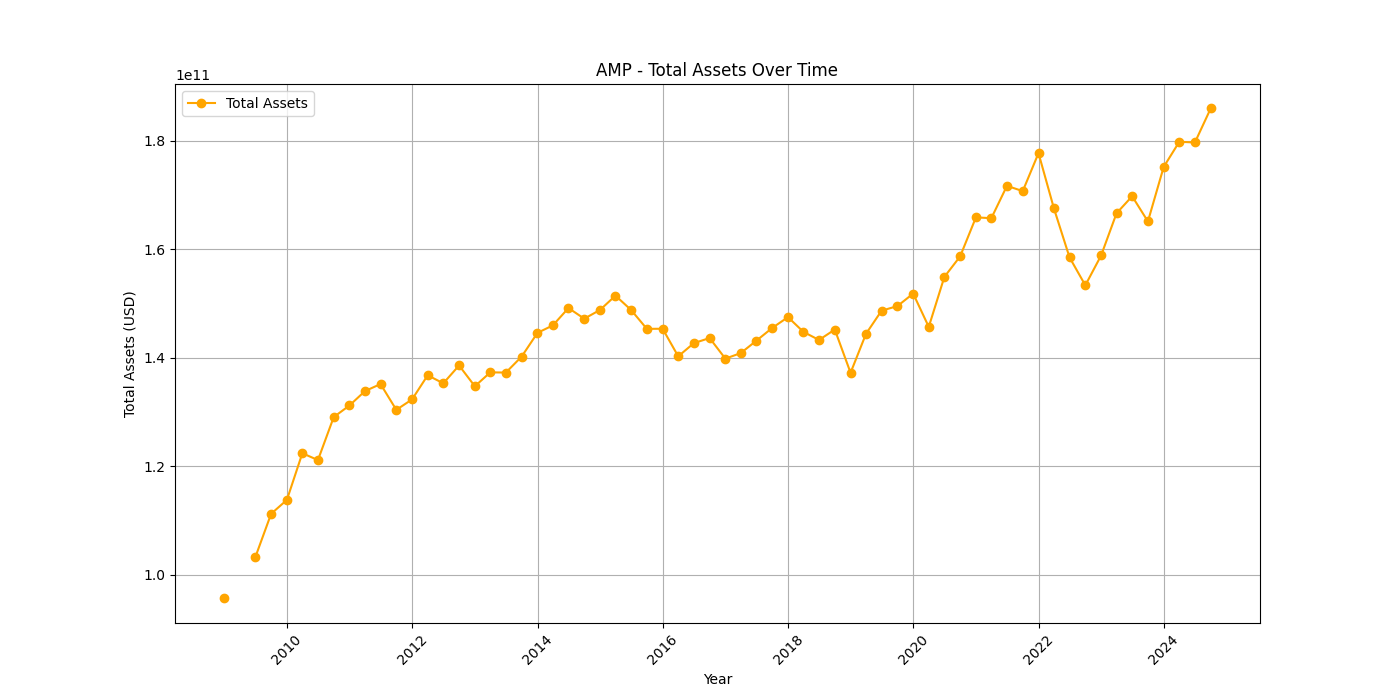 AMP - Total Assets Over Time
1e11
Total Assets
1.8
1.6
1.4
1.2
1.0
Total Assets (USD)
2010 2012 2014 2016 2018 2020 2022 2024
Year